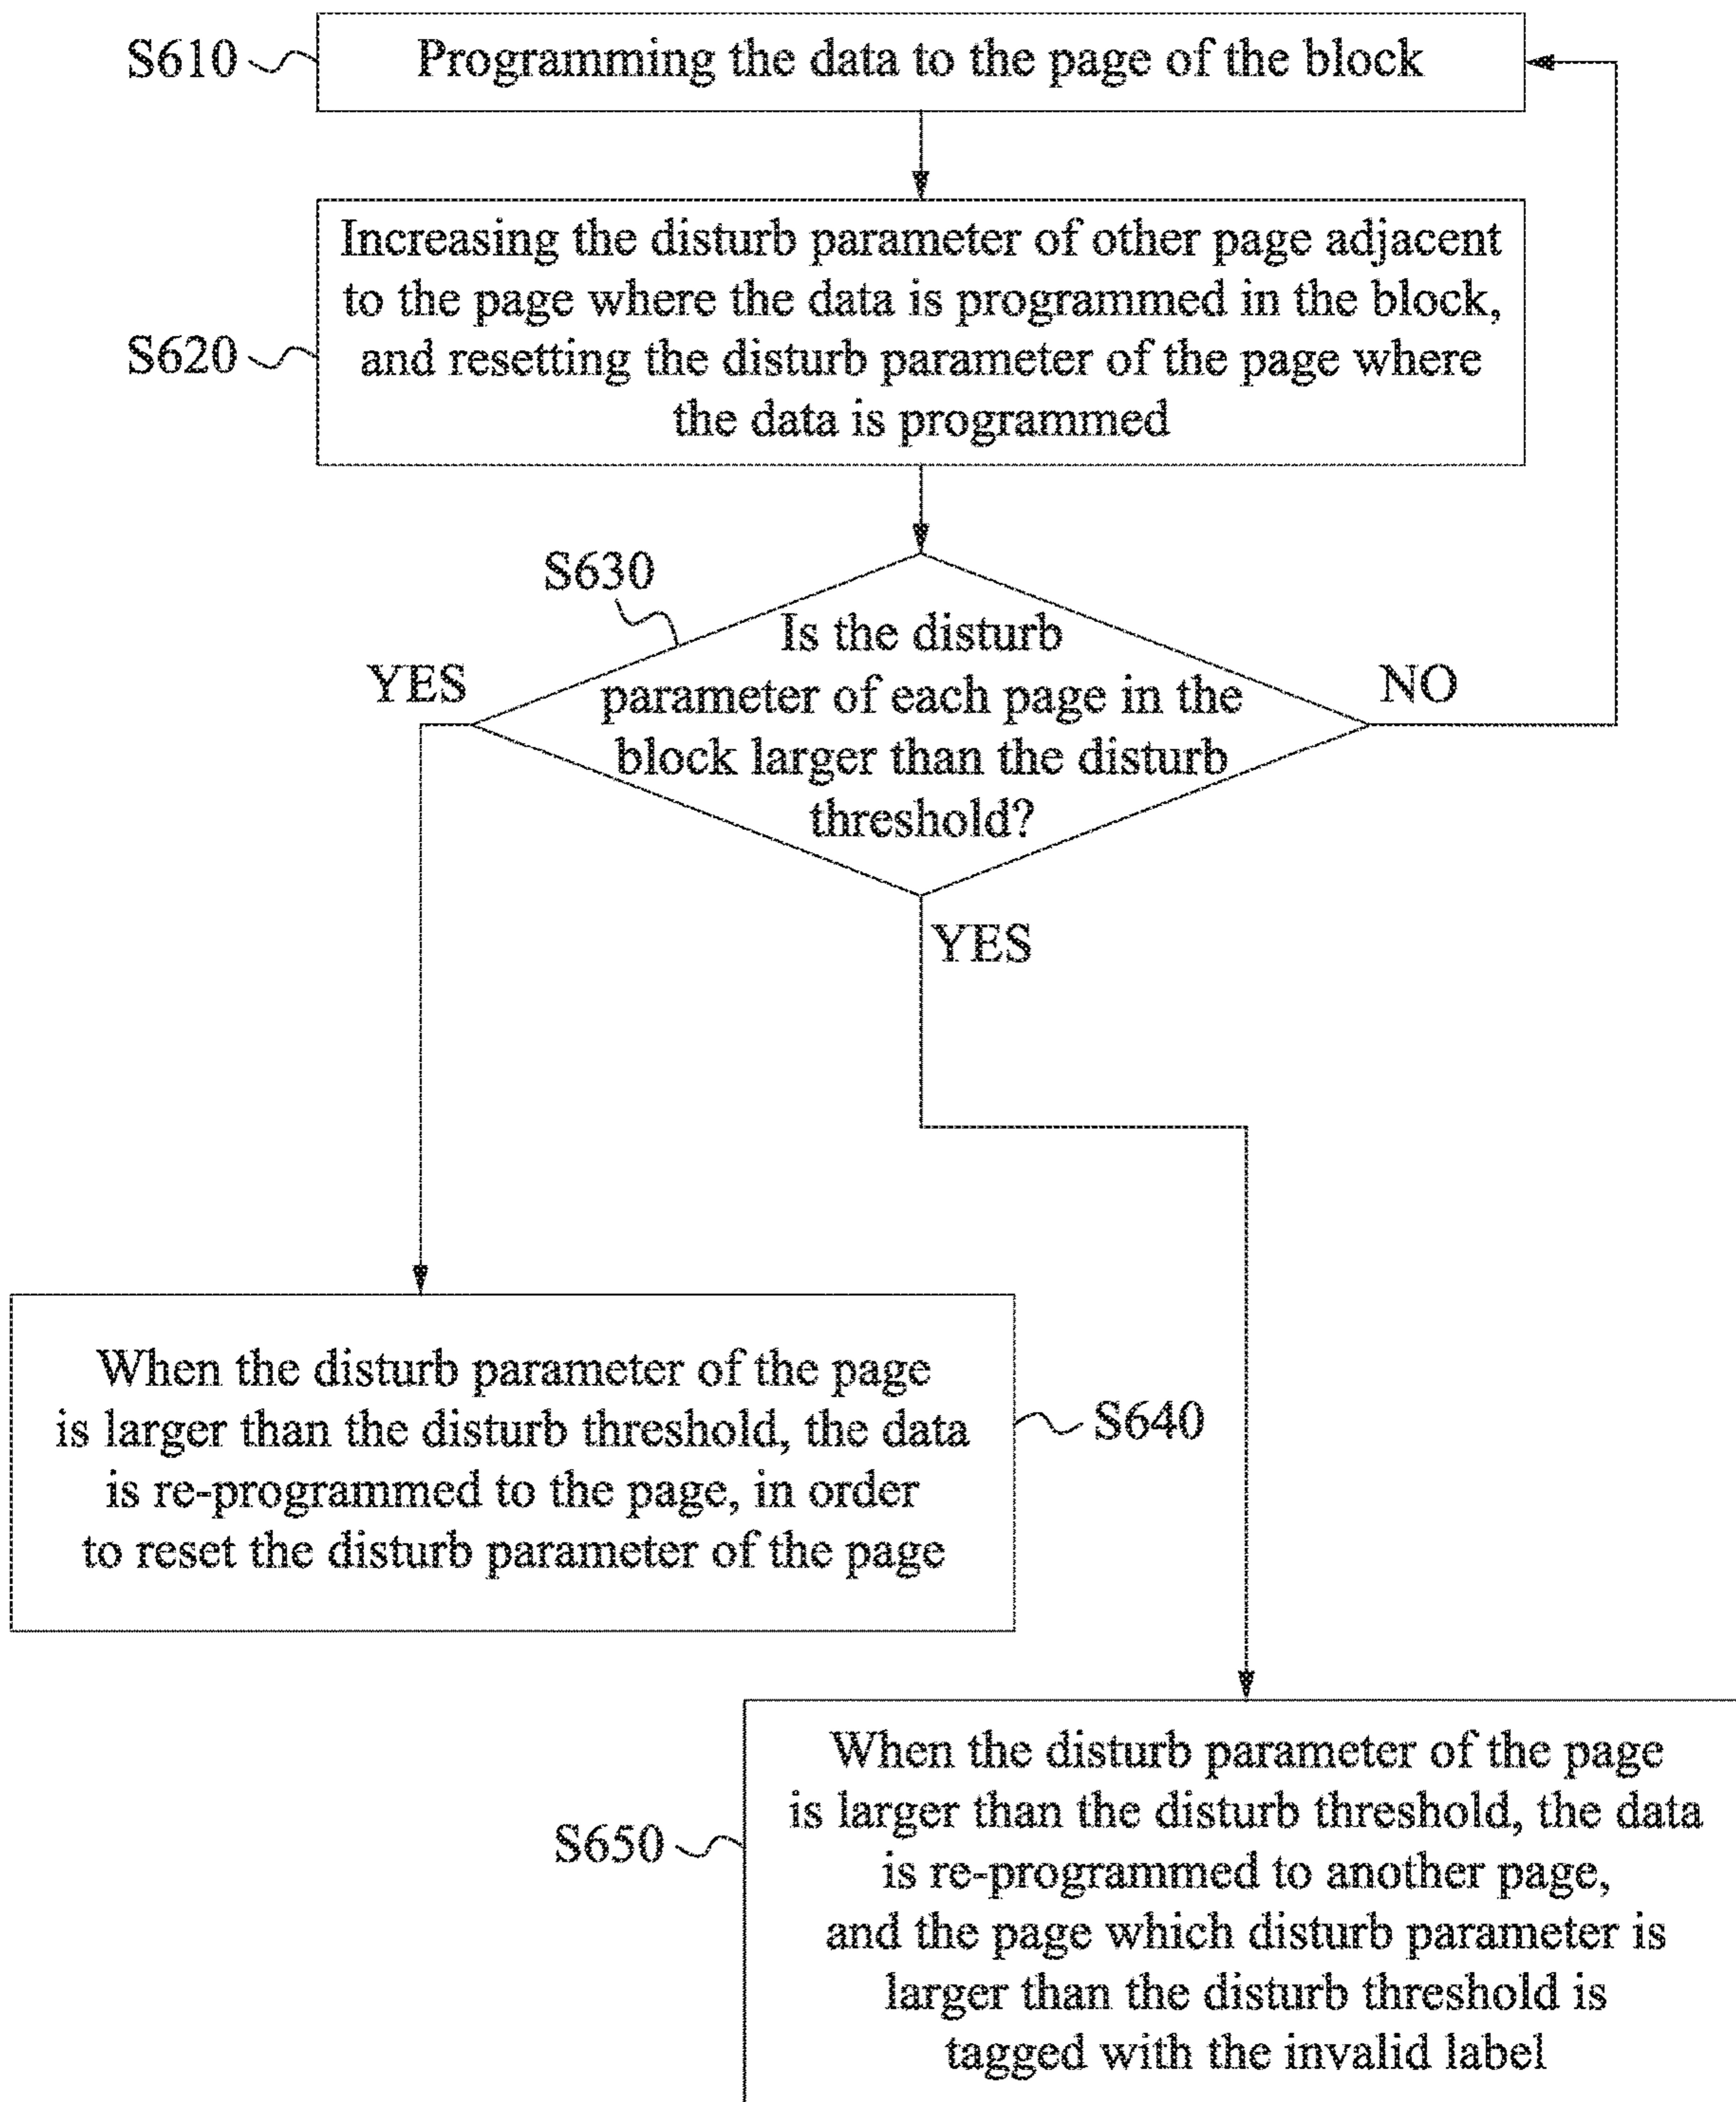 S610
Programming the data to the page of the block
Increasing the disturb parameter of other page adjacent
to the page where the data is programmed in the block,
S620
and resetting the disturb parameter of the page where
the data is programmed
S630
Is the disturb
parameter of each page in the
block larger than the disturb
threshold?
YES
NO
YES
When the disturb parameter of the page
is larger than the disturb threshold, the data
is re-programmed to the page, in order
to reset the disturb parameter of the page
S640
When the disturb parameter of the page
is larger than the disturb threshold, the data
is re-programmed to another page,
and the page which disturb parameter is
larger than the disturb threshold is
tagged with the invalid label
S650